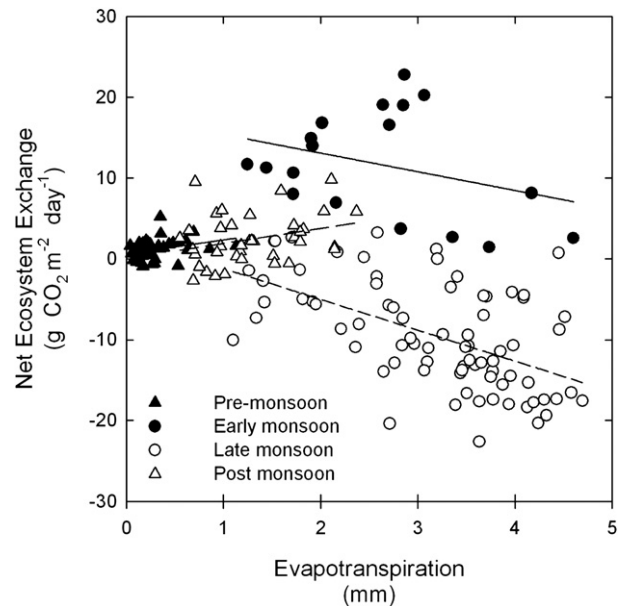 30
20
10
0
-10
-20
-30
Net Ecosystem Exchange
(g CO₂ m⁻² day⁻¹)
Pre-monsoon
Early monsoon
Late monsoon
Post monsoon
0 1 2 3 4 5
Evapotranspiration
(mm)